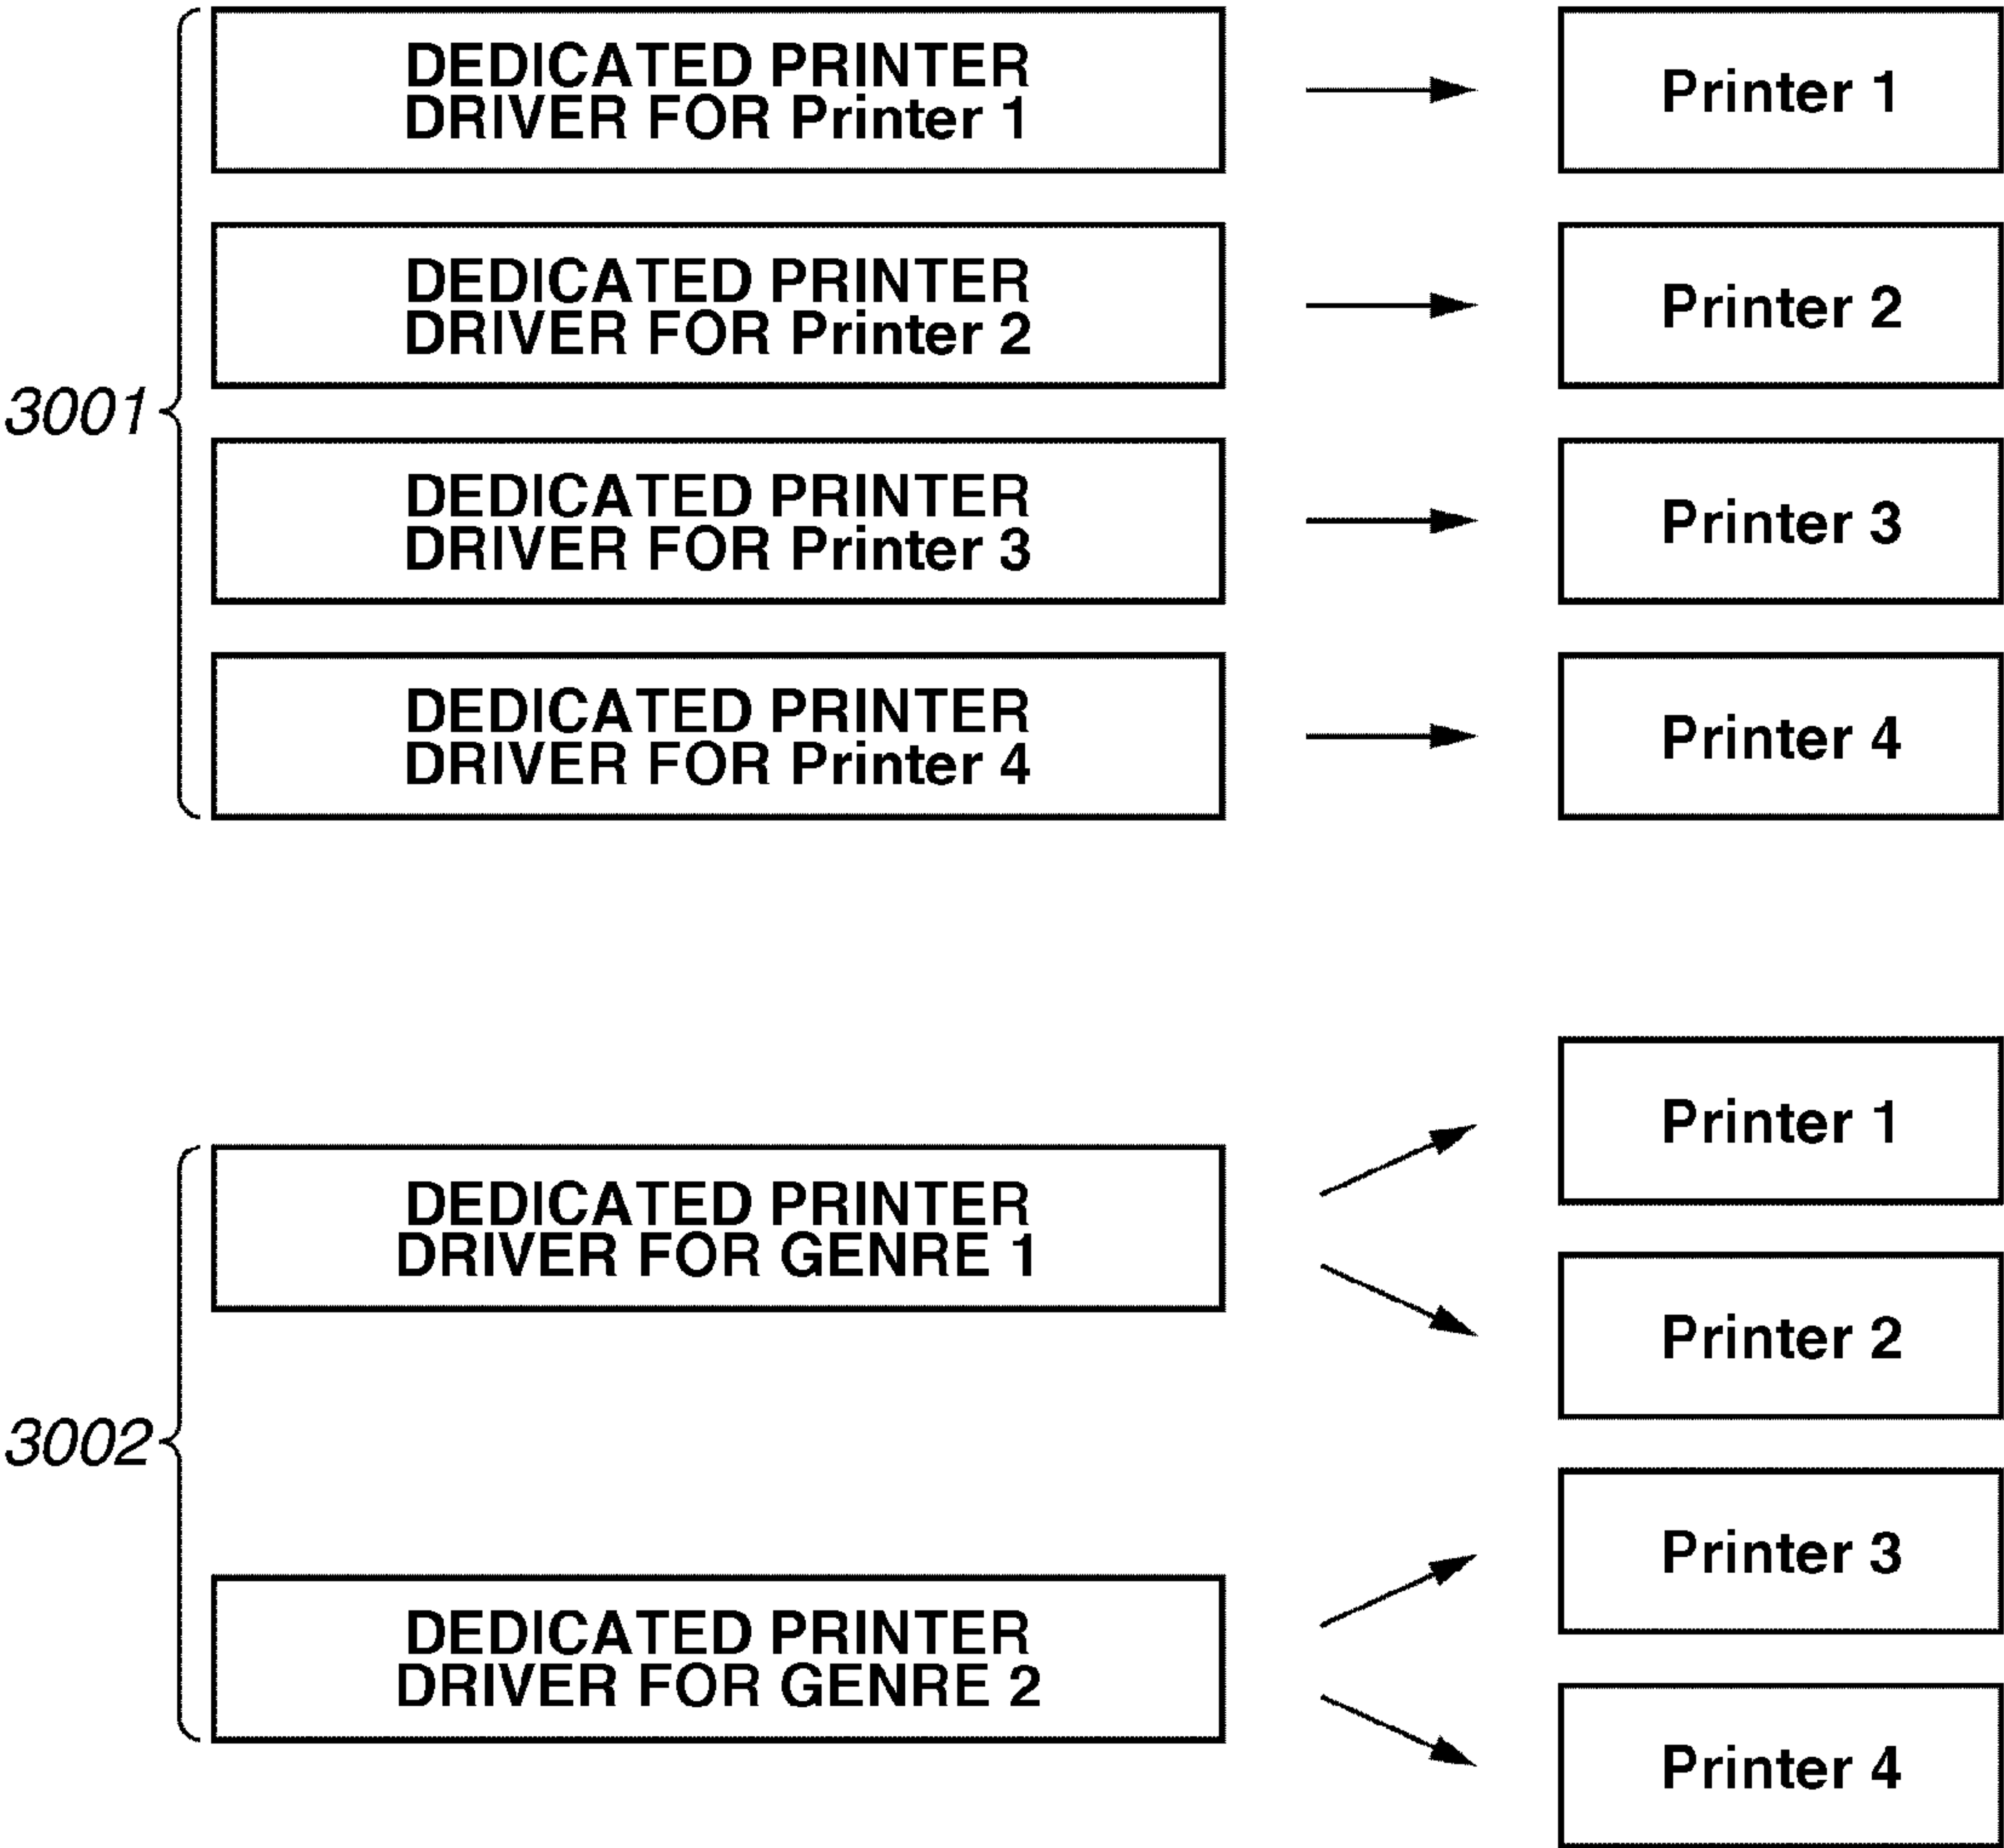 DEDICATED PRINTER
DRIVER FOR Printer 1
Printer 1
DEDICATED PRINTER
DRIVER FOR Printer 2
Printer 2
3001
DEDICATED PRINTER
DRIVER FOR Printer 3
Printer 3
DEDICATED PRINTER
DRIVER FOR Printer 4
Printer 4
Printer 1
DEDICATED PRINTER
DRIVER FOR GENRE 1
Printer 2
3002
Printer 3
DEDICATED PRINTER
DRIVER FOR GENRE 2
Printer 4